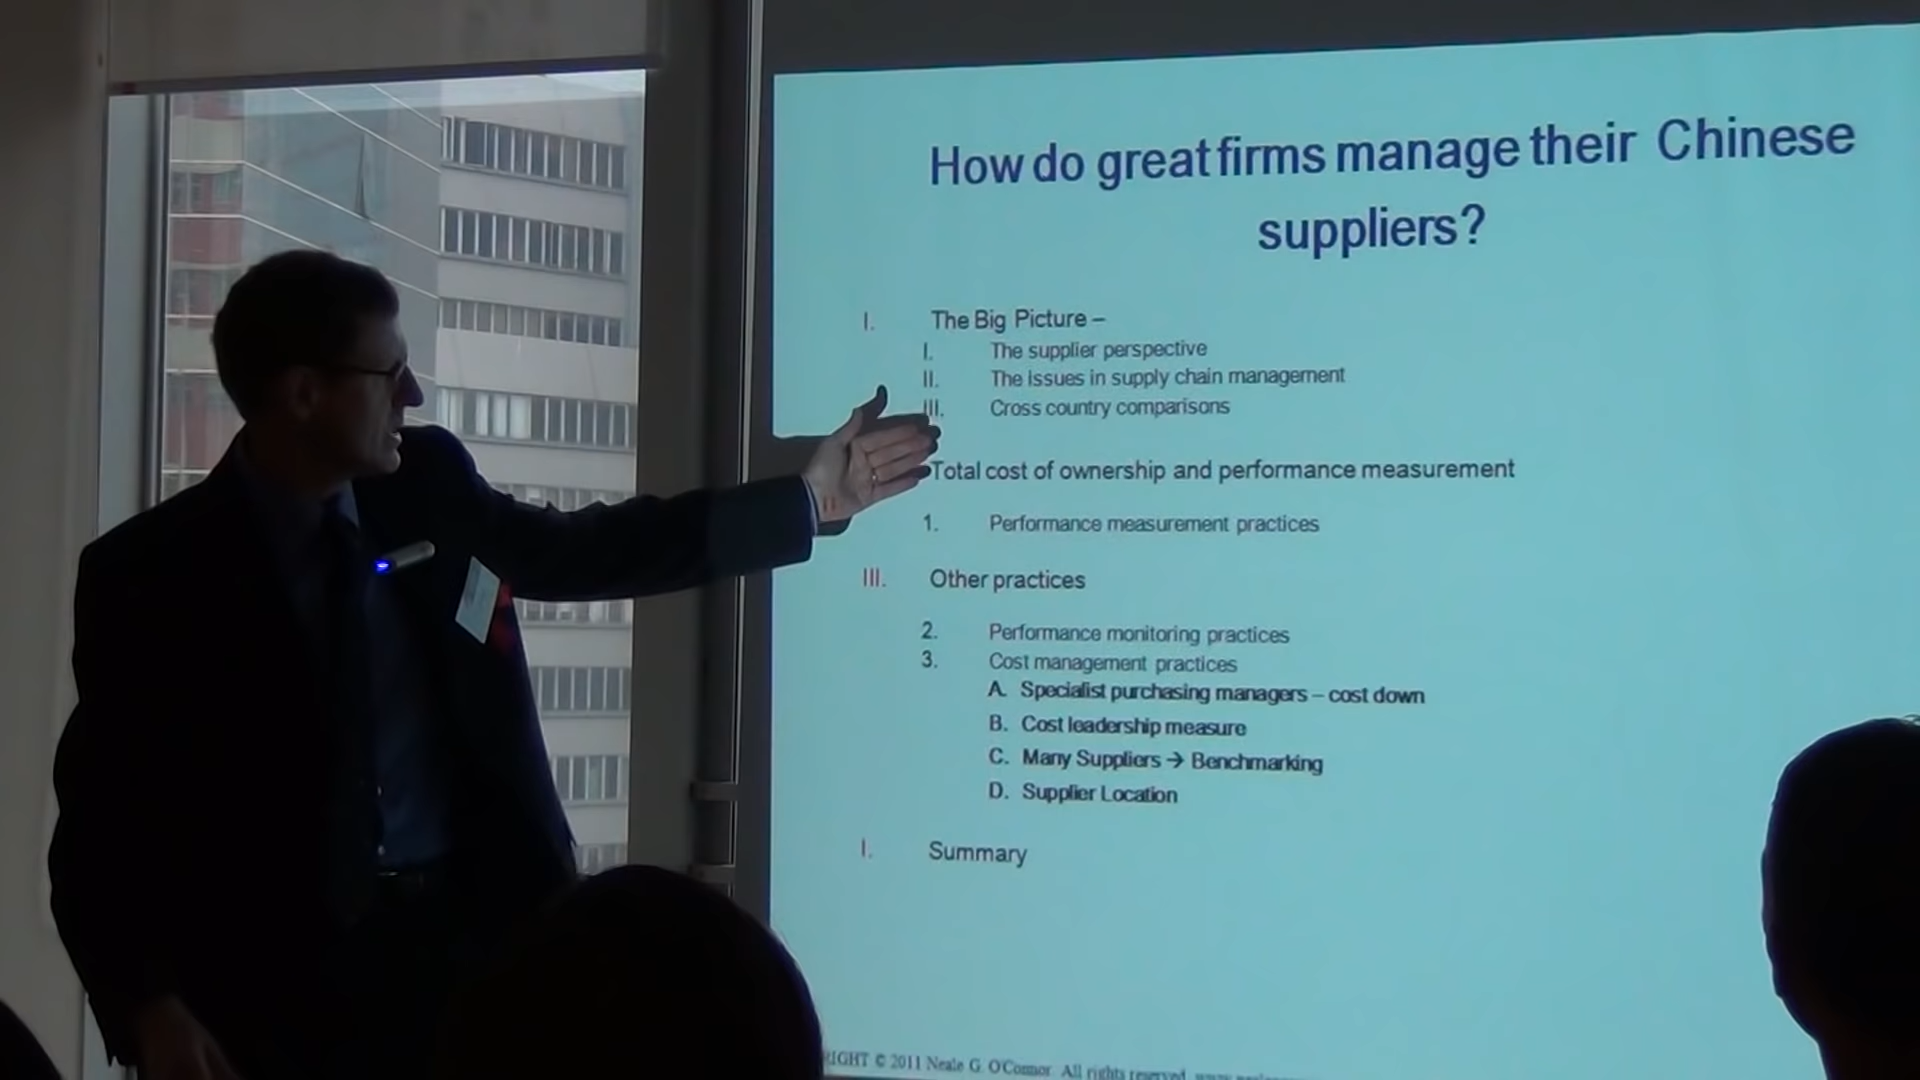 How do great firms manage their Chinese
suppliers?
I. The Big Picture –
I. The supplier perspective
II. The issues in supply chain management
III. Cross country comparisons
II Total cost of ownership and performance measurement
1. Performance measurement practices
III. Other practices
2. Performance monitoring practices
3. Cost management practices
A. Specialist purchasing managers – cost down
B. Cost leadership measure
C. Many Suppliers → Benchmarking
D. Supplier Location
I. Summary
RIGHT © 2011 Neale G. O'Connor. All rights reserved.